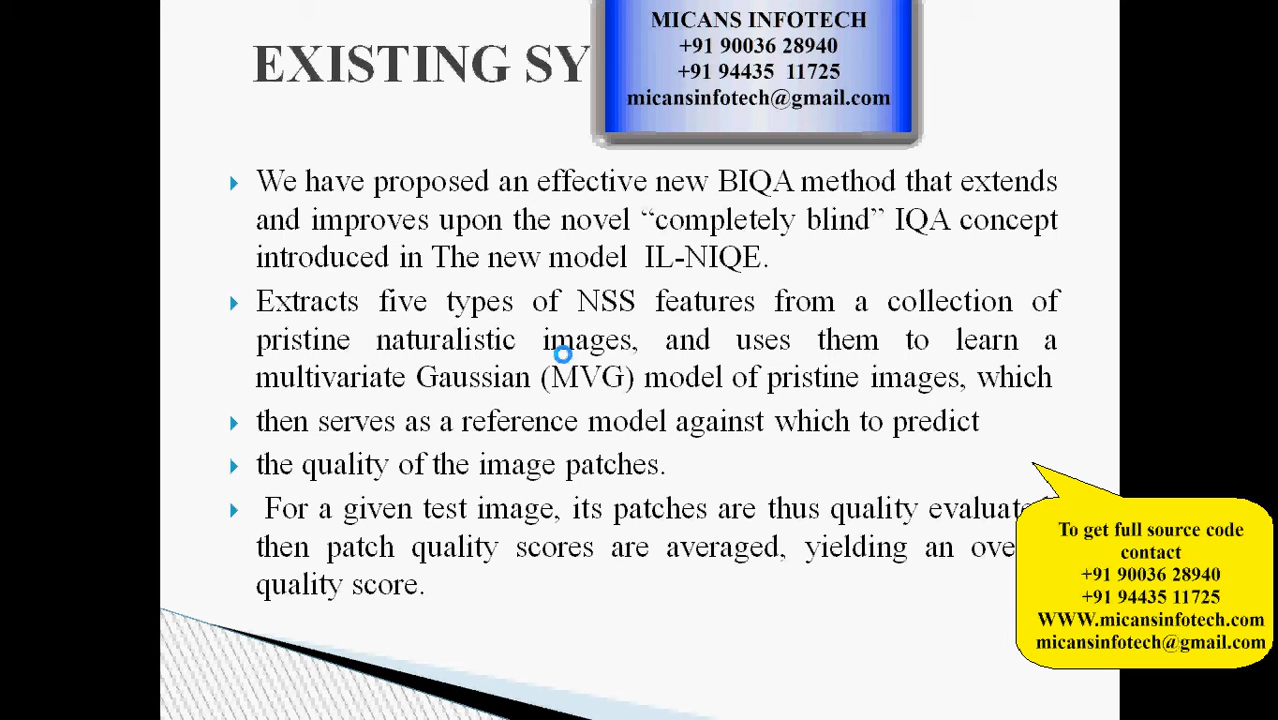 MICANS INFOTECH
+91 90036 28940
+91 94435 11725
micansinfotech@gmail.com
EXISTING SY
We have proposed an effective new BIQA method that extends
and improves upon the novel “completely blind” IQA concept
introduced in The new model IL-NIQE.
Extracts five types of NSS features from a collection of
pristine naturalistic images, and uses them to learn a
multivariate Gaussian (MVG) model of pristine images, which
then serves as a reference model against which to predict
the quality of the image patches.
For a given test image, its patches are thus quality
then patch quality scores are averaged, yielding an
quality score.
To get full source code
contact
+91 90036 28940
+91 94435 11725
WWW.micansinfotech.com
micansinfotech@gmail.com